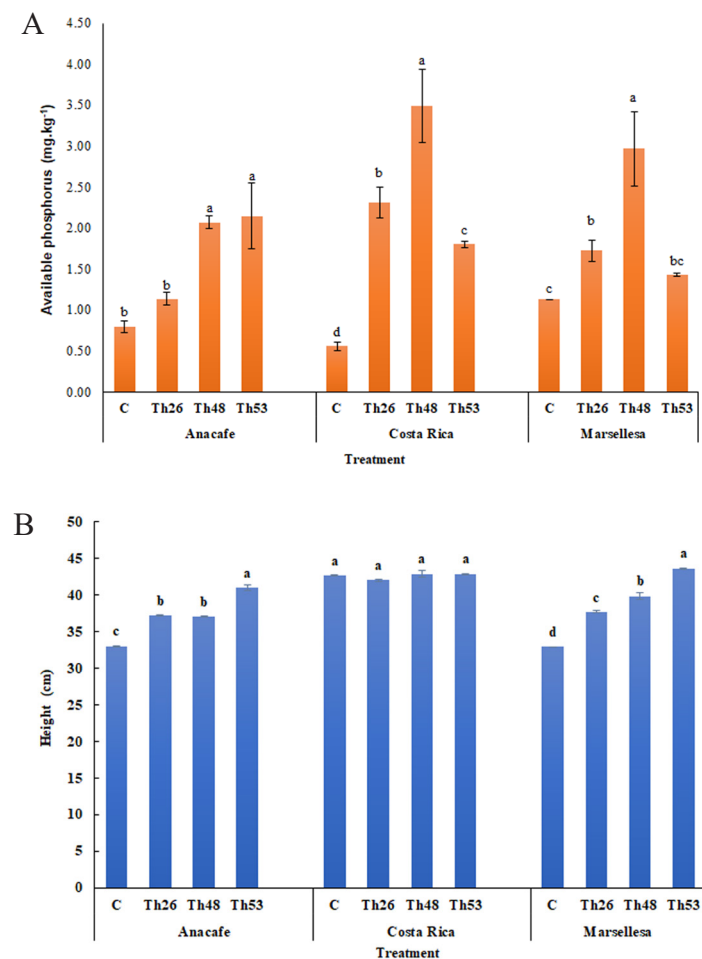 A
Available phosphorus (mg.kg⁻¹)
4.50
4.00
3.50
3.00
2.50
2.00
1.50
1.00
0.50
0.00
b
b
a
a
d
b
a
c
c
b
a
bc
C Th26 Th48 Th53 C Th26 Th48 Th53 C Th26 Th48 Th53
Anacafe Costa Rica Marsellesa
Treatment
B
Height (cm)
50
45
40
35
30
25
20
15
10
5
0
c
b
b
a
a
a
a
a
d
c
b
a
C Th26 Th48 Th53 C Th26 Th48 Th53 C Th26 Th48 Th53
Anacafe Costa Rica Marsellesa
Treatment